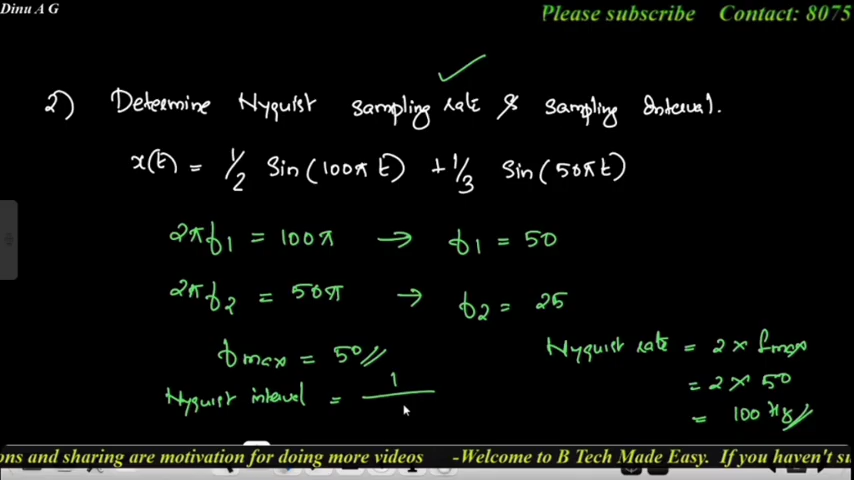 Dinu A G
Please subscribe Contact: 8075
2) Determine Nyquist sampling rate & sampling Interval.
x(t) = 1/2 Sin(100π t) + 1/3 Sin(50πt)
2πf1 = 100π → f1 = 50
2πf2 = 50π → f2 = 25
fmax = 50//
Nyquist rate = 2 × fmax
= 2 × 50
= 100 Hz//
Nyquist interval = 1
ons and sharing are motivation for doing more videos -Welcome to B Tech Made Easy. If you haven't su